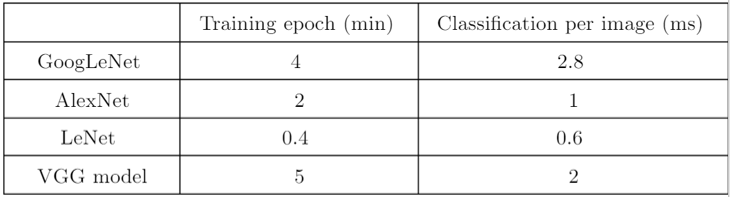 Training epoch (min) Classification per image (ms)
GoogLeNet 4 2.8
AlexNet 2 1
LeNet 0.4 0.6
VGG model 5 2